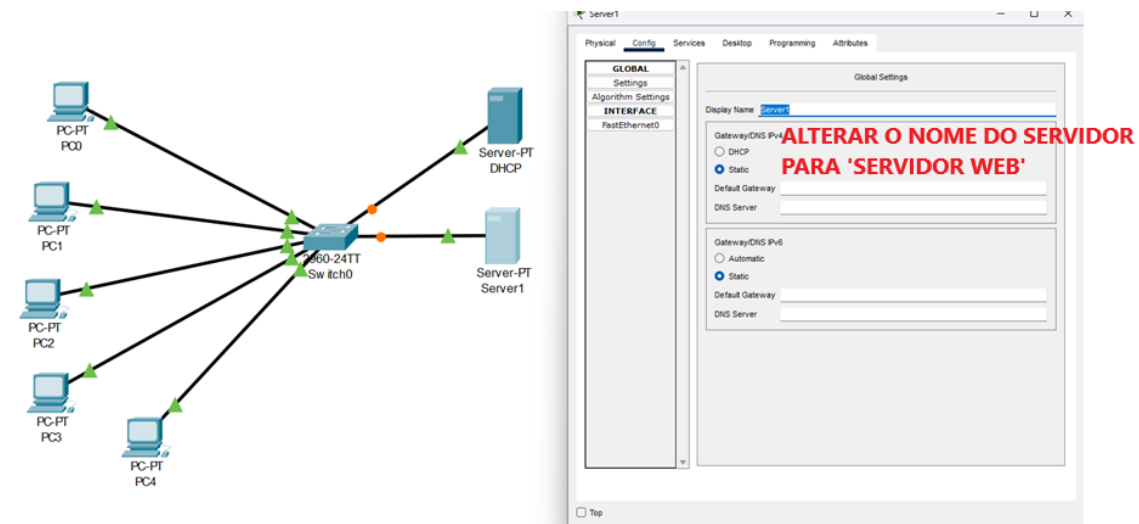 Server1
Physical Config Services Desktop Programming Attributes
GLOBAL
Settings
Algorithm Settings
INTERFACE
FastEthernet0
Global Settings
Display Name Server1
Gateway/DNS IPv4
DHCP
Static
Default Gateway
DNS Server
ALTERAR O NOME DO SERVIDOR
PARA 'SERVIDOR WEB'
Gateway/DNS IPv6
Automatic
Static
Default Gateway
DNS Server
Top
PC-PT
PC0
PC-PT
PC1
PC-PT
PC2
PC-PT
PC3
PC-PT
PC4
2960-24TT
Switch0
Server-PT
DHCP
Server-PT
Server1